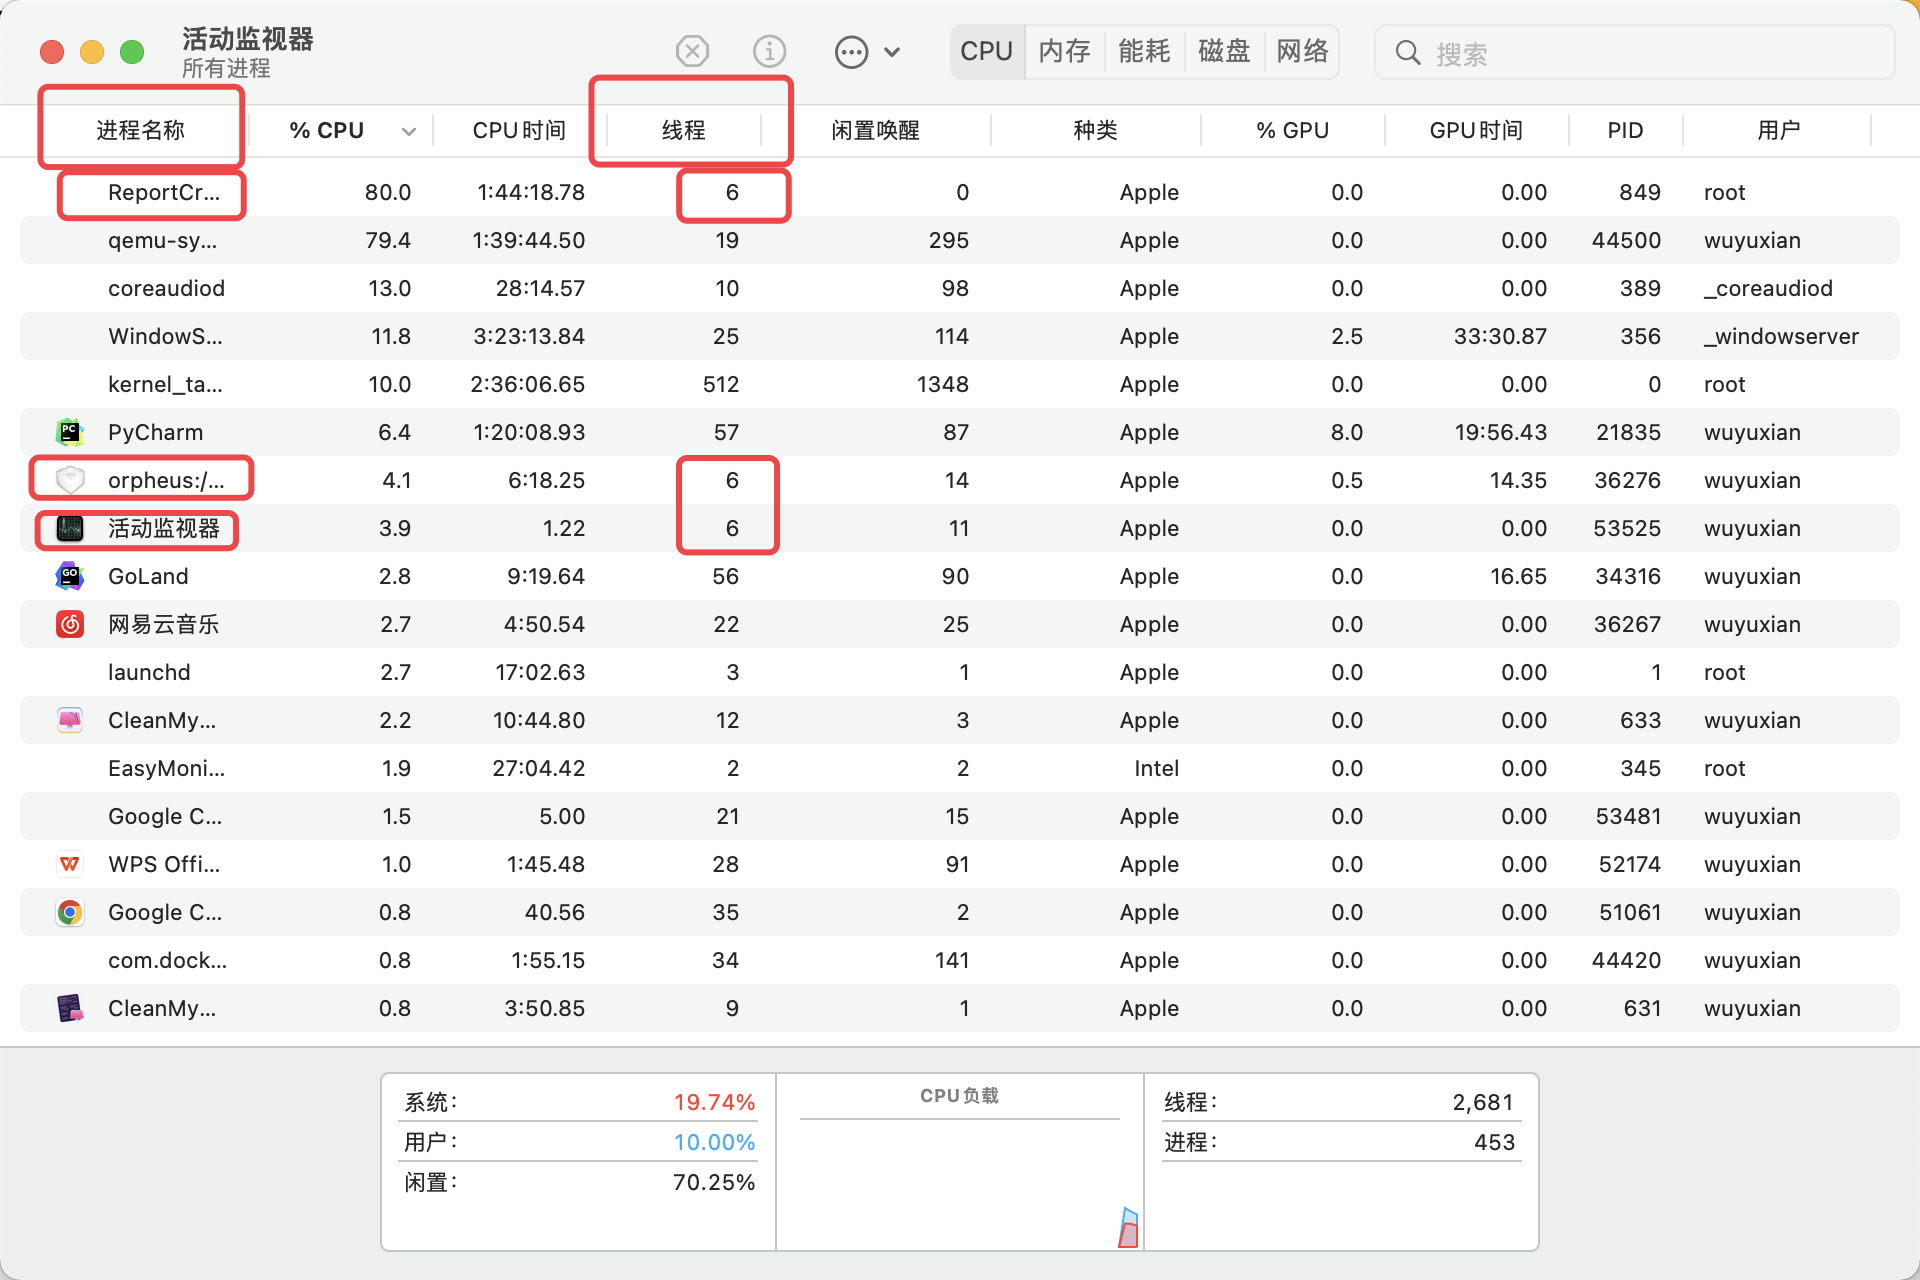 活动监视器
所有进程
CPU 内存 能耗 磁盘 网络 搜索
进程名称 % CPU CPU时间 线程 闲置唤醒 种类 % GPU GPU时间 PID 用户
ReportCr... 80.0 1:44:18.78 6 0 Apple 0.0 0.00 849 root
qemu-sy... 79.4 1:39:44.50 19 295 Apple 0.0 0.00 44500 wuyuxian
coreaudiod 13.0 28:14.57 10 98 Apple 0.0 0.00 389 _coreaudiod
WindowS... 11.8 3:23:13.84 25 114 Apple 2.5 33:30.87 356 _windowserver
kernel_ta... 10.0 2:36:06.65 512 1348 Apple 0.0 0.00 0 root
PyCharm 6.4 1:20:08.93 57 87 Apple 8.0 19:56.43 21835 wuyuxian
orpheus:/... 4.1 6:18.25 6 14 Apple 0.5 14.35 36276 wuyuxian
活动监视器 3.9 1.22 6 11 Apple 0.0 0.00 53525 wuyuxian
GoLand 2.8 9:19.64 56 90 Apple 0.0 16.65 34316 wuyuxian
网易云音乐 2.7 4:50.54 22 25 Apple 0.0 0.00 36267 wuyuxian
launchd 2.7 17:02.63 3 1 Apple 0.0 0.00 1 root
CleanMy... 2.2 10:44.80 12 3 Apple 0.0 0.00 633 wuyuxian
EasyMoni... 1.9 27:04.42 2 2 Intel 0.0 0.00 345 root
Google C... 1.5 5.00 21 15 Apple 0.0 0.00 53481 wuyuxian
WPS Offi... 1.0 1:45.48 28 91 Apple 0.0 0.00 52174 wuyuxian
Google C... 0.8 40.56 35 2 Apple 0.0 0.00 51061 wuyuxian
com.dock... 0.8 1:55.15 34 141 Apple 0.0 0.00 44420 wuyuxian
CleanMy... 0.8 3:50.85 9 1 Apple 0.0 0.00 631 wuyuxian
系统： 19.74%
用户： 10.00%
闲置： 70.25%
CPU负载
线程： 2,681
进程： 453